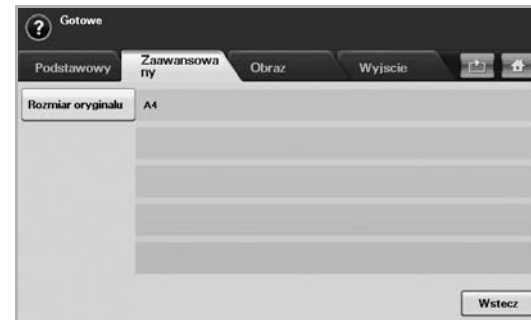 ? Gotowe
Podstawowy
Zaawansowa
ny
Obraz
Wyjscie
Rozmiar oryginalu
A4
Wstecz